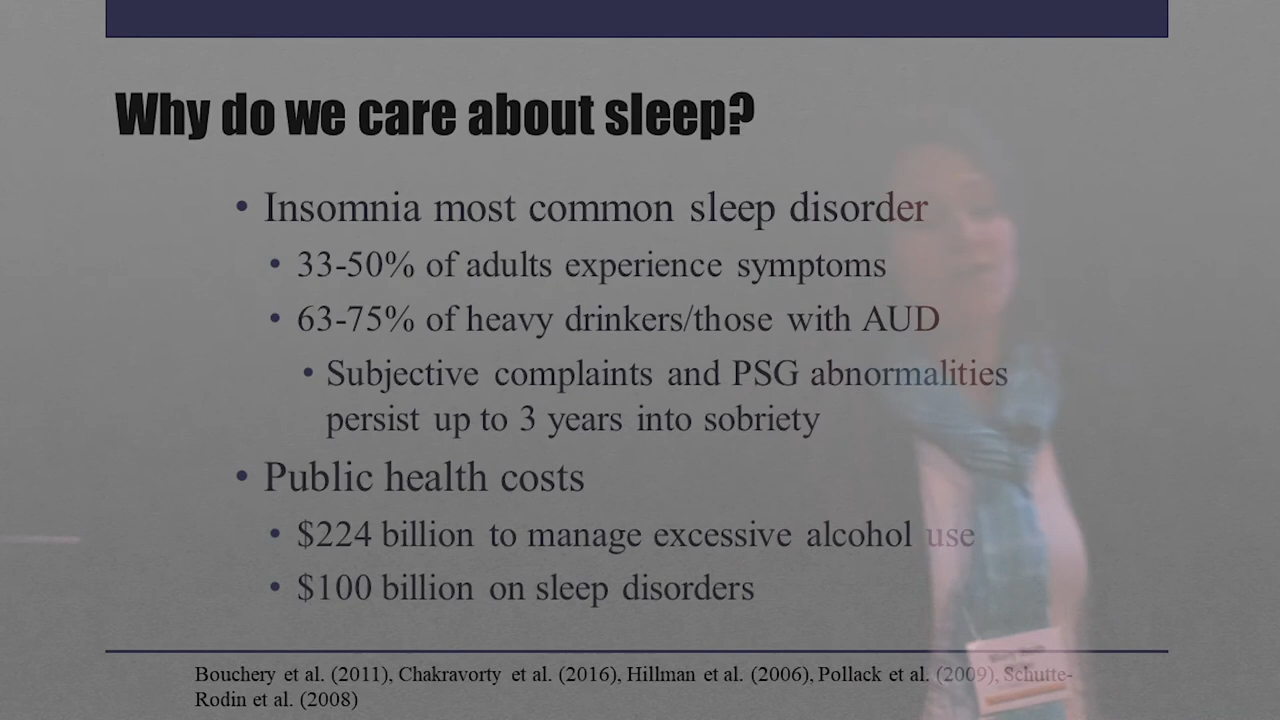 Why do we care about sleep?
• Insomnia most common sleep disorder
• 33-50% of adults experience symptoms
• 63-75% of heavy drinkers/those with AUD
• Subjective complaints and PSG abnormalities
persist up to 3 years into sobriety
• Public health costs
• $224 billion to manage excessive alcohol use
• $100 billion on sleep disorders
Bouchery et al. (2011), Chakravorty et al. (2016), Hillman et al. (2006), Pollack et al. (2009), Schutte-
Rodin et al. (2008)